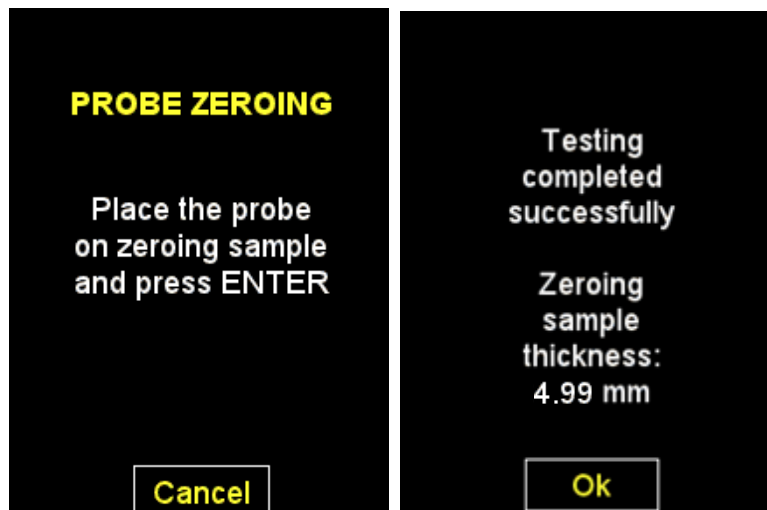 PROBE ZEROING
Place the probe
on zeroing sample
and press ENTER
Cancel
Testing
completed
successfully
Zeroing
sample
thickness:
4.99 mm
Ok